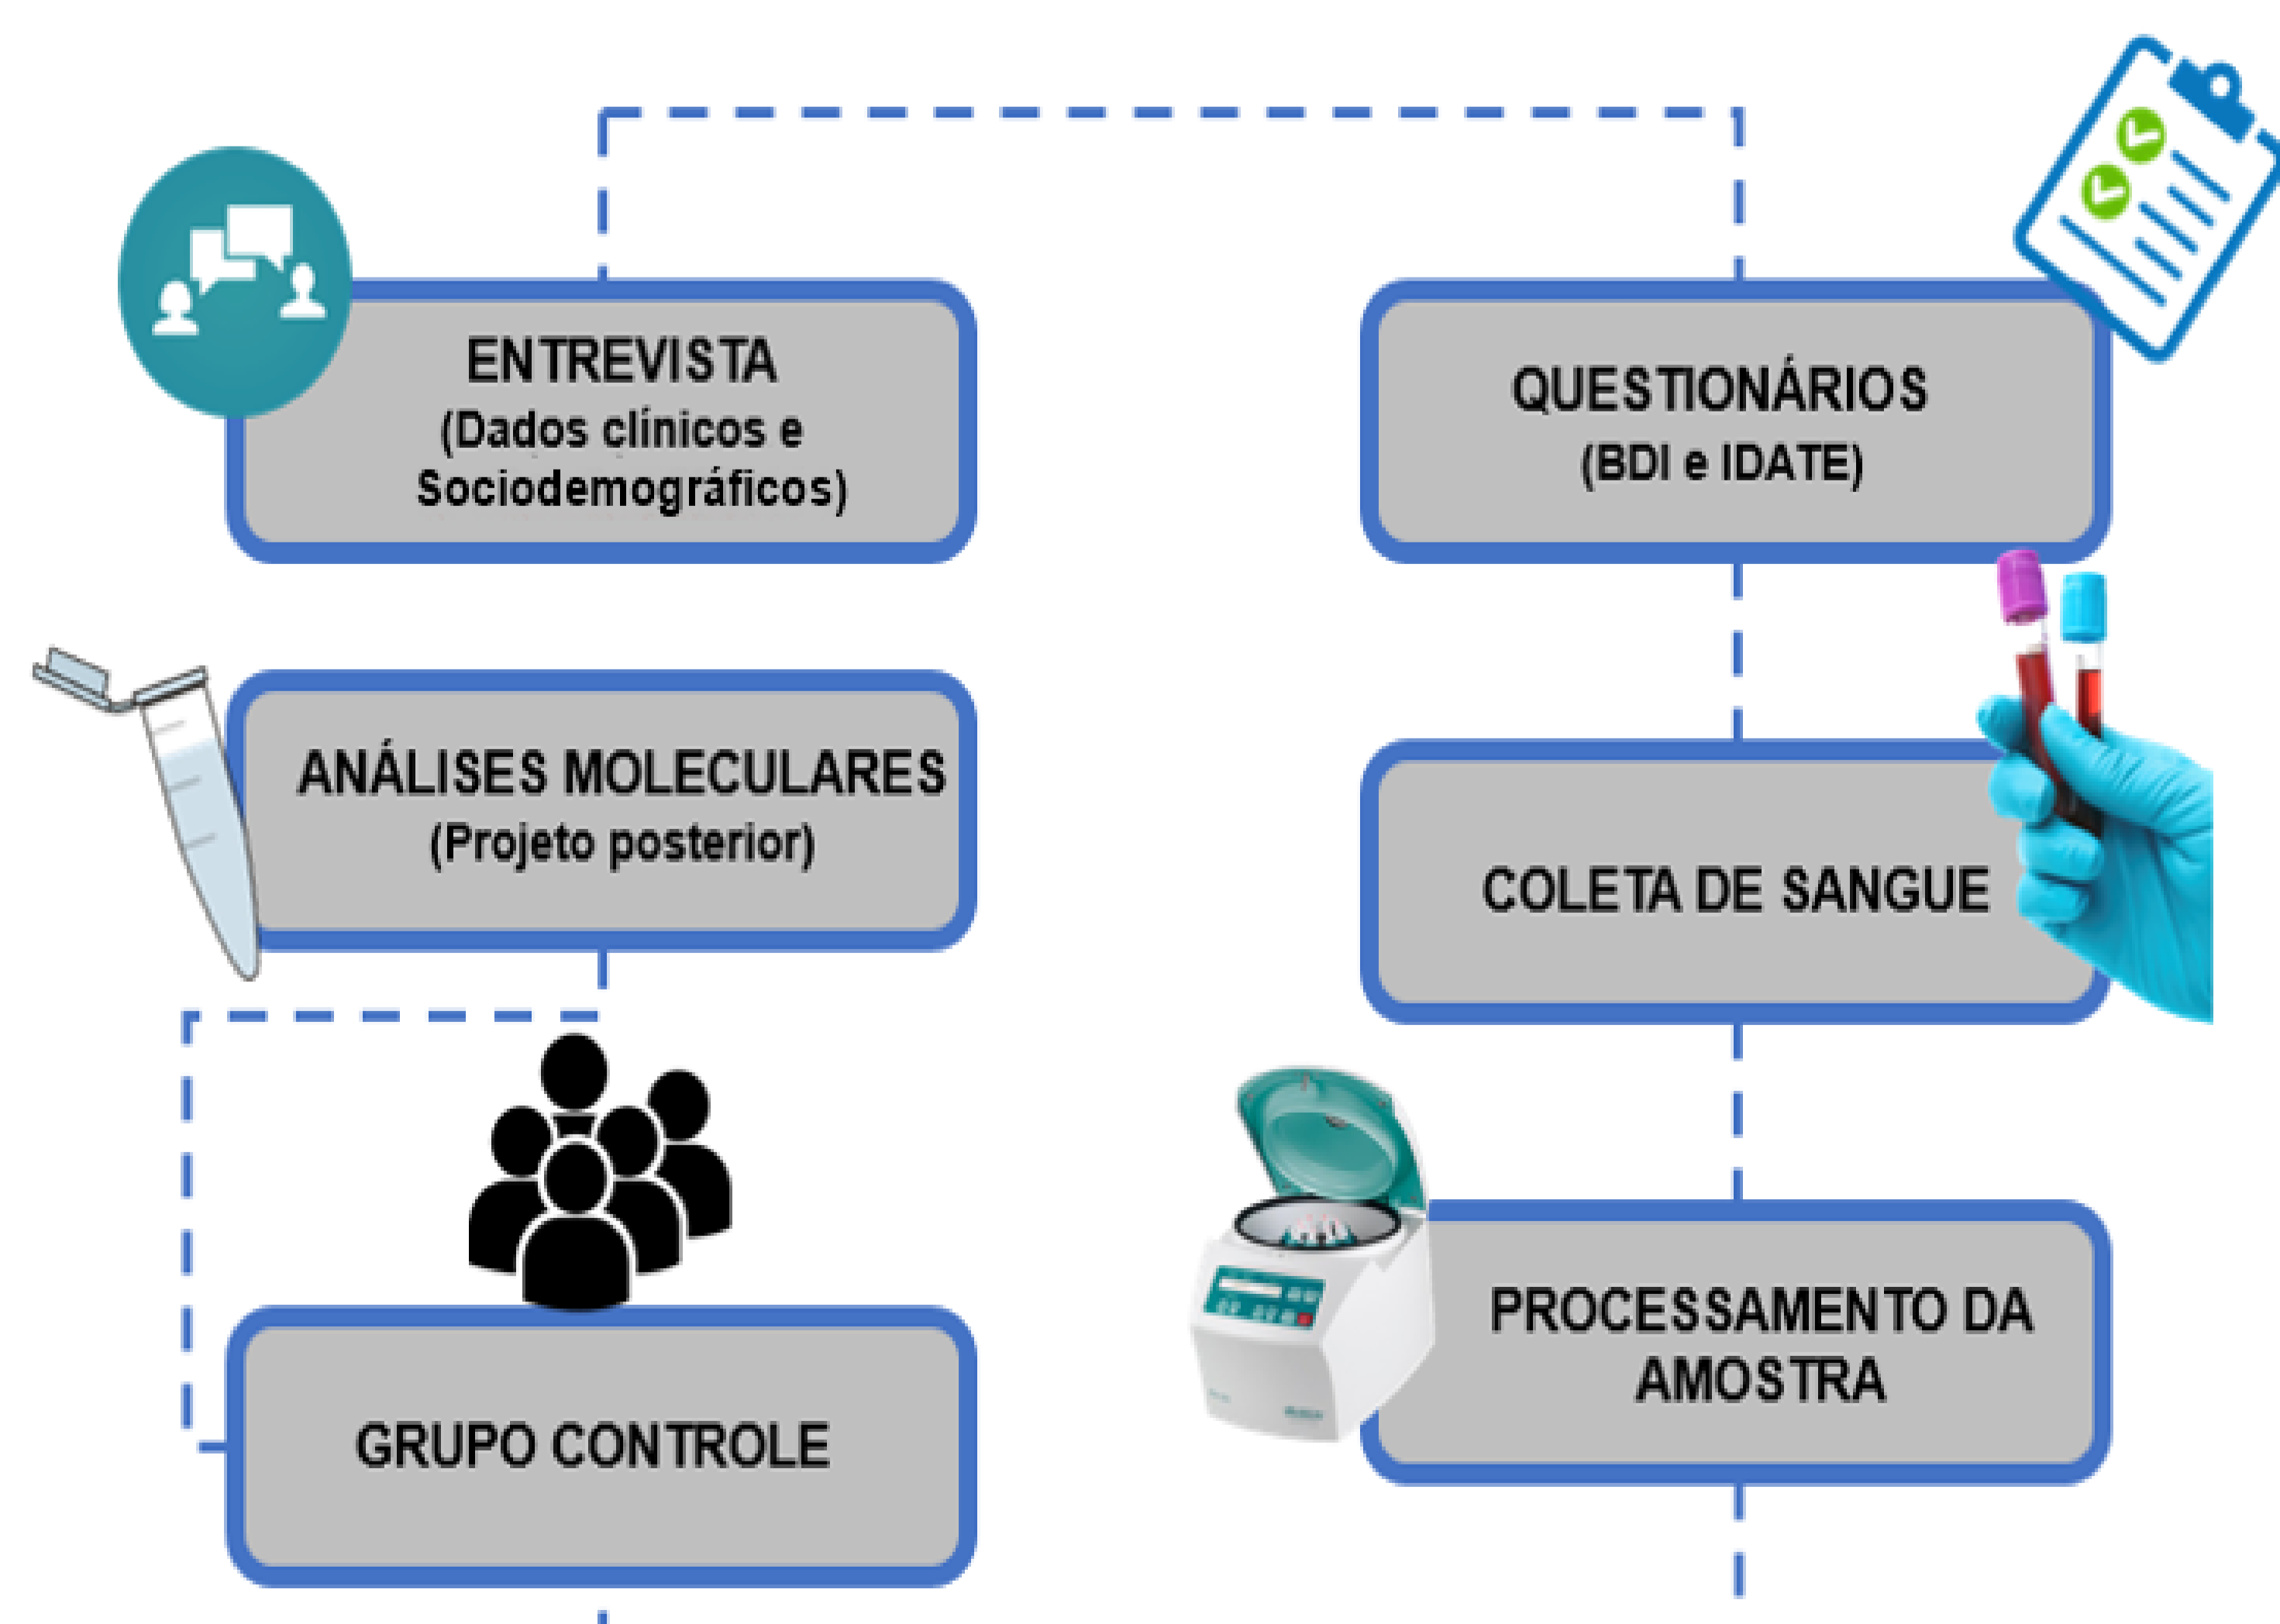 ENTREVISTA
(Dados clínicos e
Sociodemográficos)
QUESTIONÁRIOS
(BDI e IDATE)
ANÁLISES MOLECULARES
(Projeto posterior)
COLETA DE SANGUE
PROCESSAMENTO DA
AMOSTRA
GRUPO CONTROLE